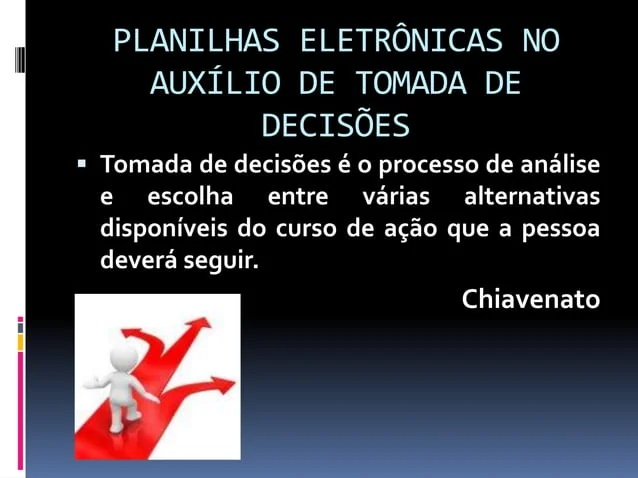 PLANILHAS ELETRÔNICAS NO
AUXÍLIO DE TOMADA DE
DECISÕES
Tomada de decisões é o processo de análise
e escolha entre várias alternativas
disponíveis do curso de ação que a pessoa
deverá seguir.
Chiavenato